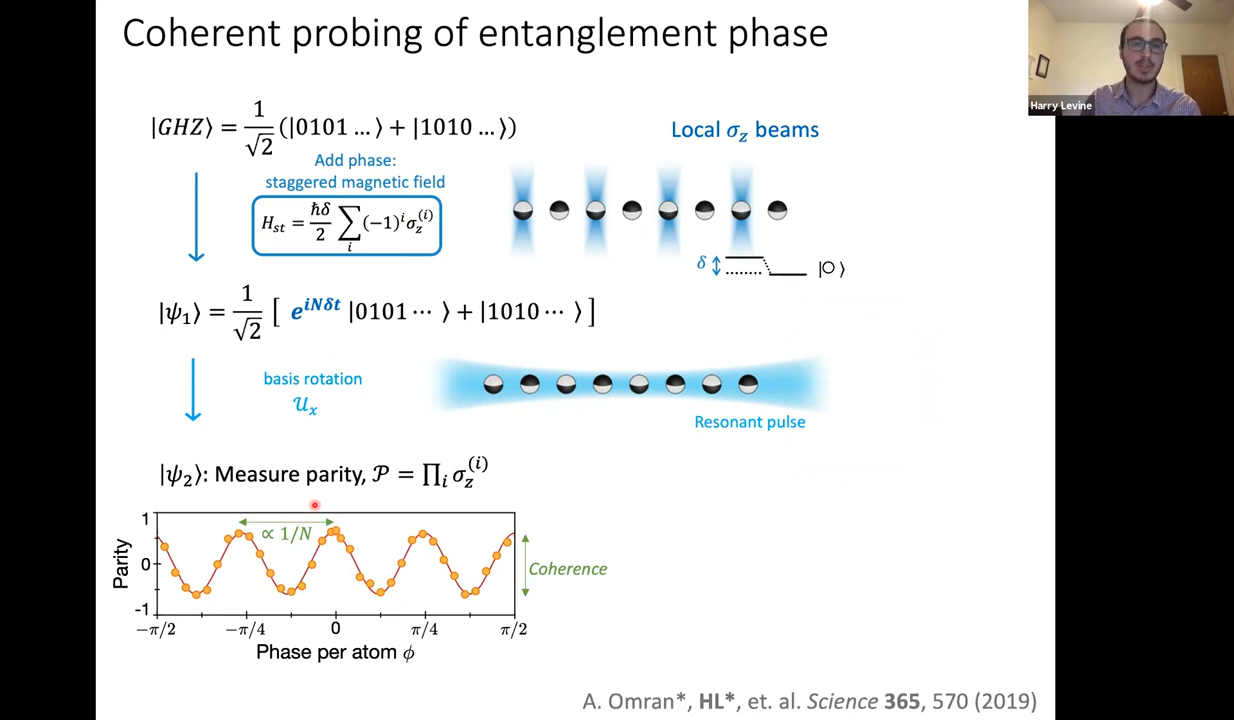 Coherent probing of entanglement phase
Harry Levine
|GHZ⟩ = 1/√2 (|0101 … ⟩ + |1010 … ⟩)
Local σ_z beams
Add phase:
staggered magnetic field
H_st = ħδ/2 ∑_i (−1)^i σ_z^(i)
δ
|O⟩
|ψ₁⟩ = 1/√2 [ e^{iNδt} |0101 ⋯ ⟩ + |1010 ⋯ ⟩ ]
basis rotation
𝒰_x
Resonant pulse
|ψ₂⟩: Measure parity, 𝒫 = ∏_i σ_z^(i)
1
0
-1
Parity
∝ 1/N
Coherence
−π/2 −π/4 0 π/4 π/2
Phase per atom ϕ
A. Omran*, HL*, et. al. Science 365, 570 (2019)